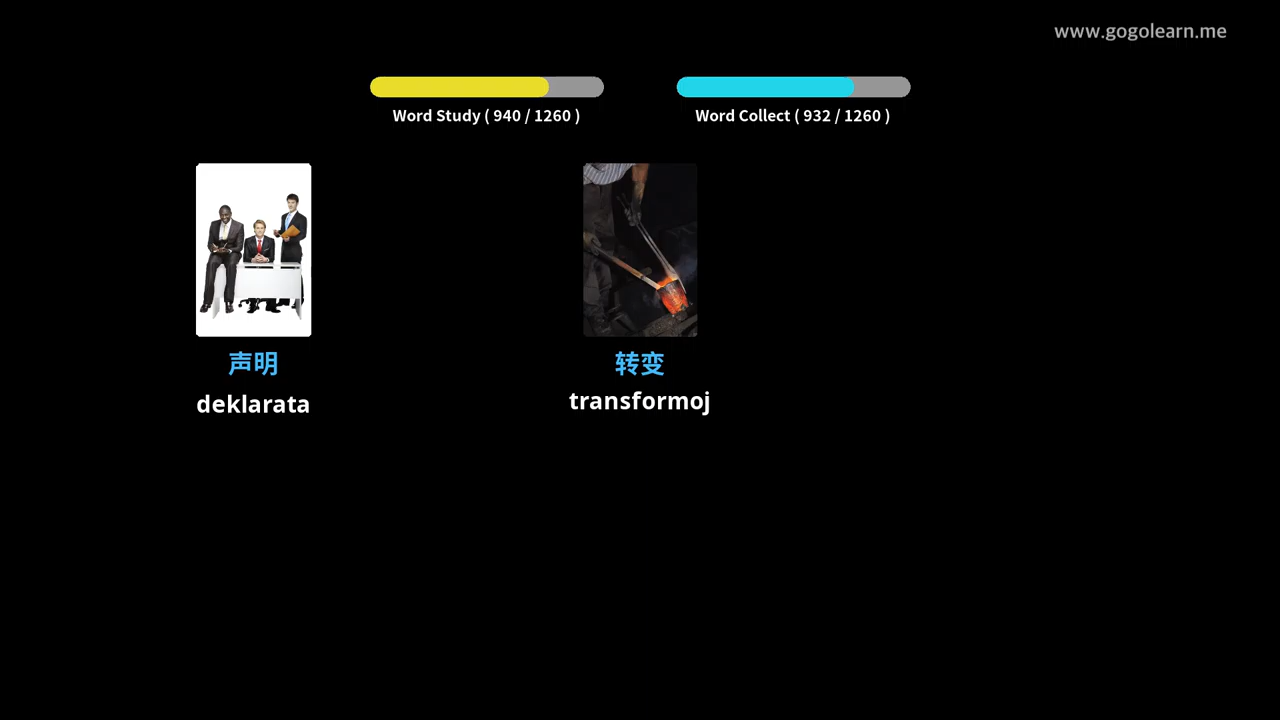 www.gogolearn.me
Word Study ( 940 / 1260 )
Word Collect ( 932 / 1260 )
声明
deklarata
转变
transformoj